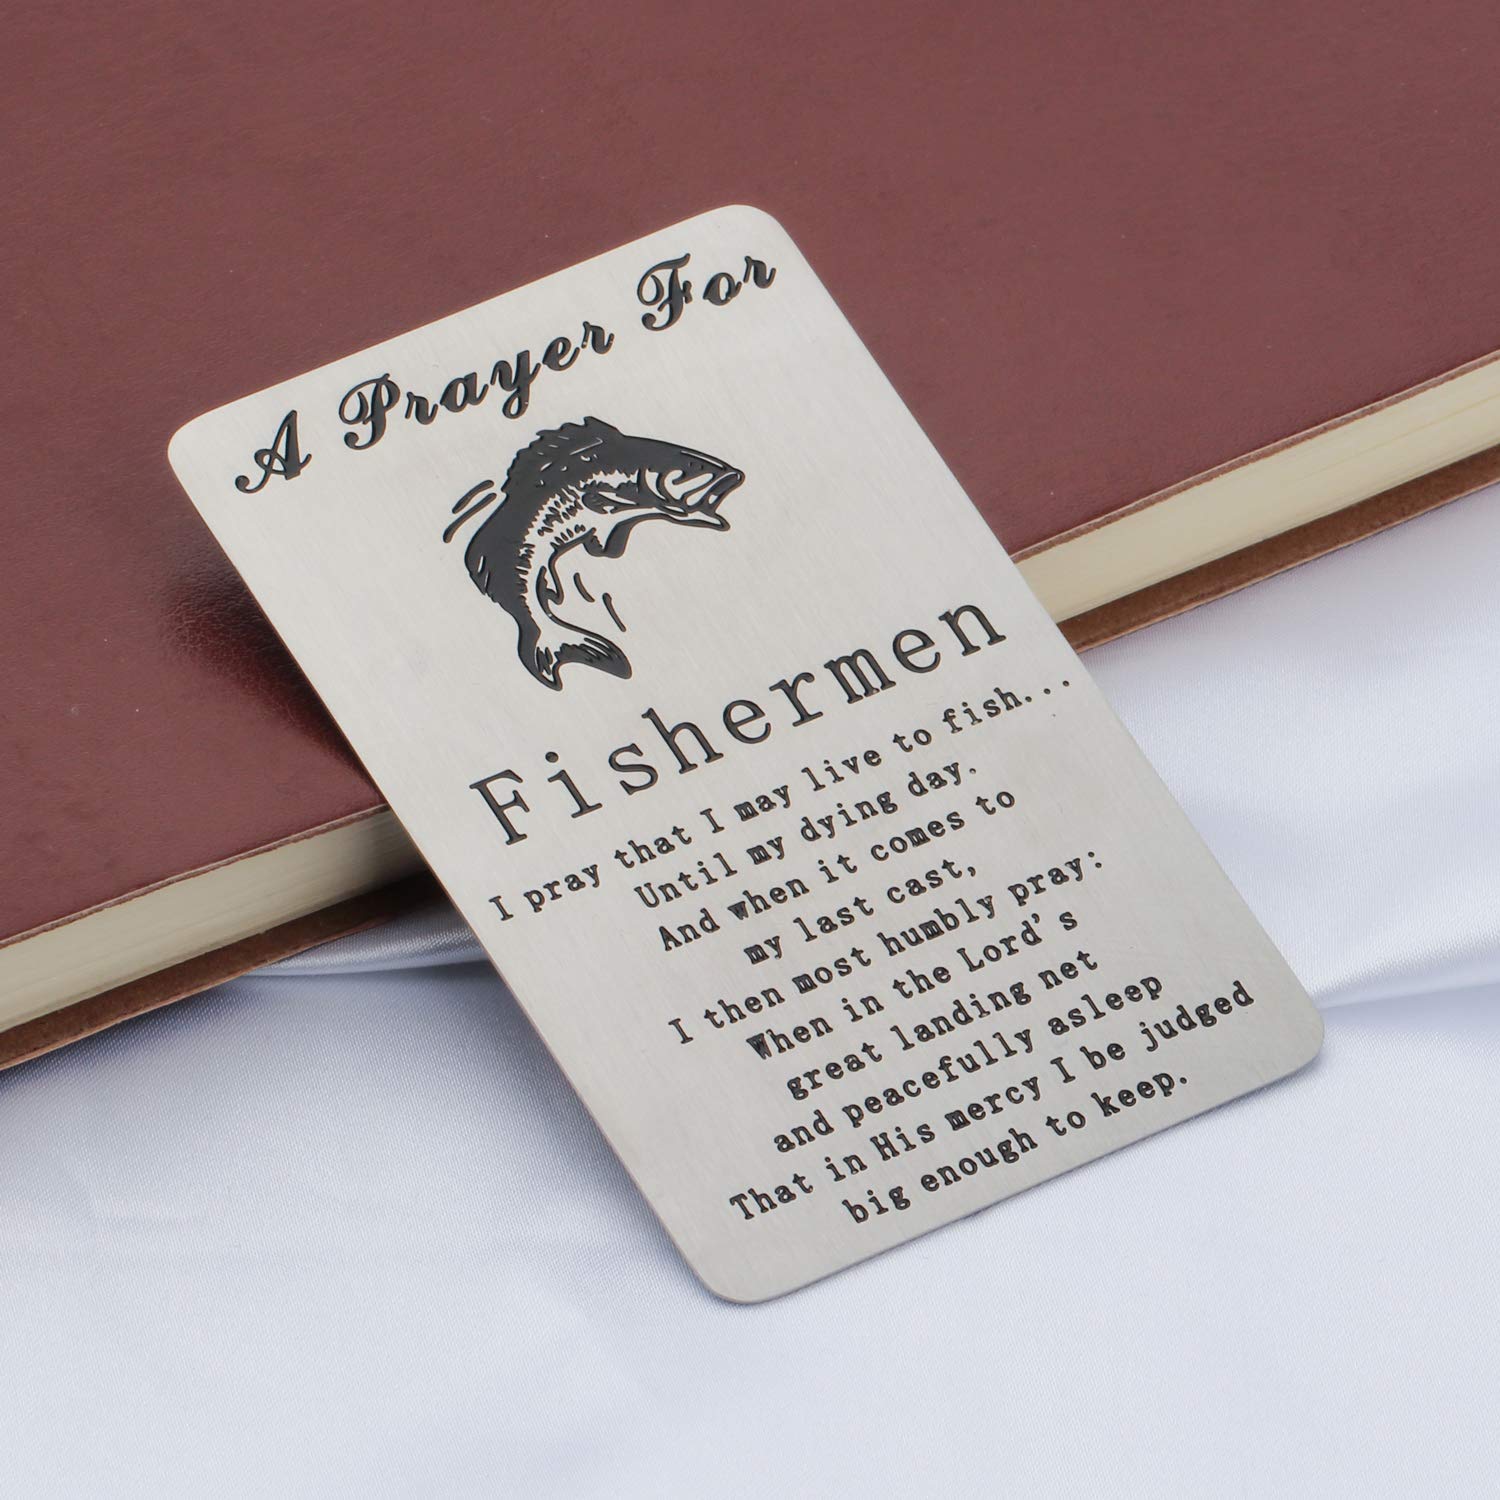 A Prayer For
Fishermen
I pray that I may live to fish...
Until my dying day.
And when it comes to
my last cast,
I then most humbly pray:
When in the Lord's
great landing net
and peacefully asleep
That in His mercy I be judged
big enough to keep.